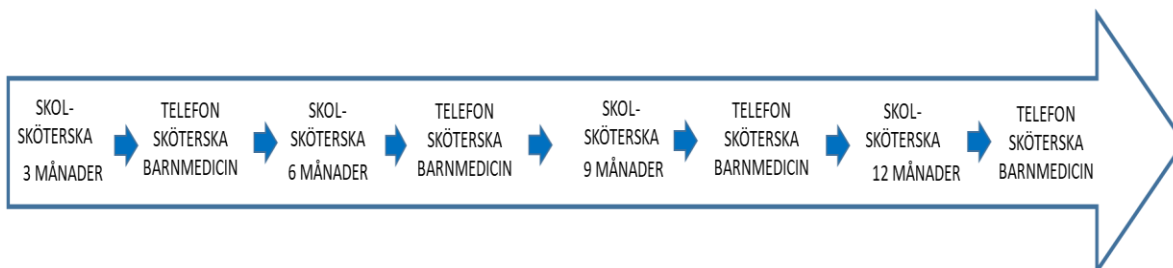 SKOL-
SKÖTERSKA
3 MÅNADER
TELEFON
SKÖTERSKA
BARNMEDICIN
SKOL-
SKÖTERSKA
6 MÅNADER
TELEFON
SKÖTERSKA
BARNMEDICIN
SKOL-
SKÖTERSKA
9 MÅNADER
TELEFON
SKÖTERSKA
BARNMEDICIN
SKOL-
SKÖTERSKA
12 MÅNADER
TELEFON
SKÖTERSKA
BARNMEDICIN